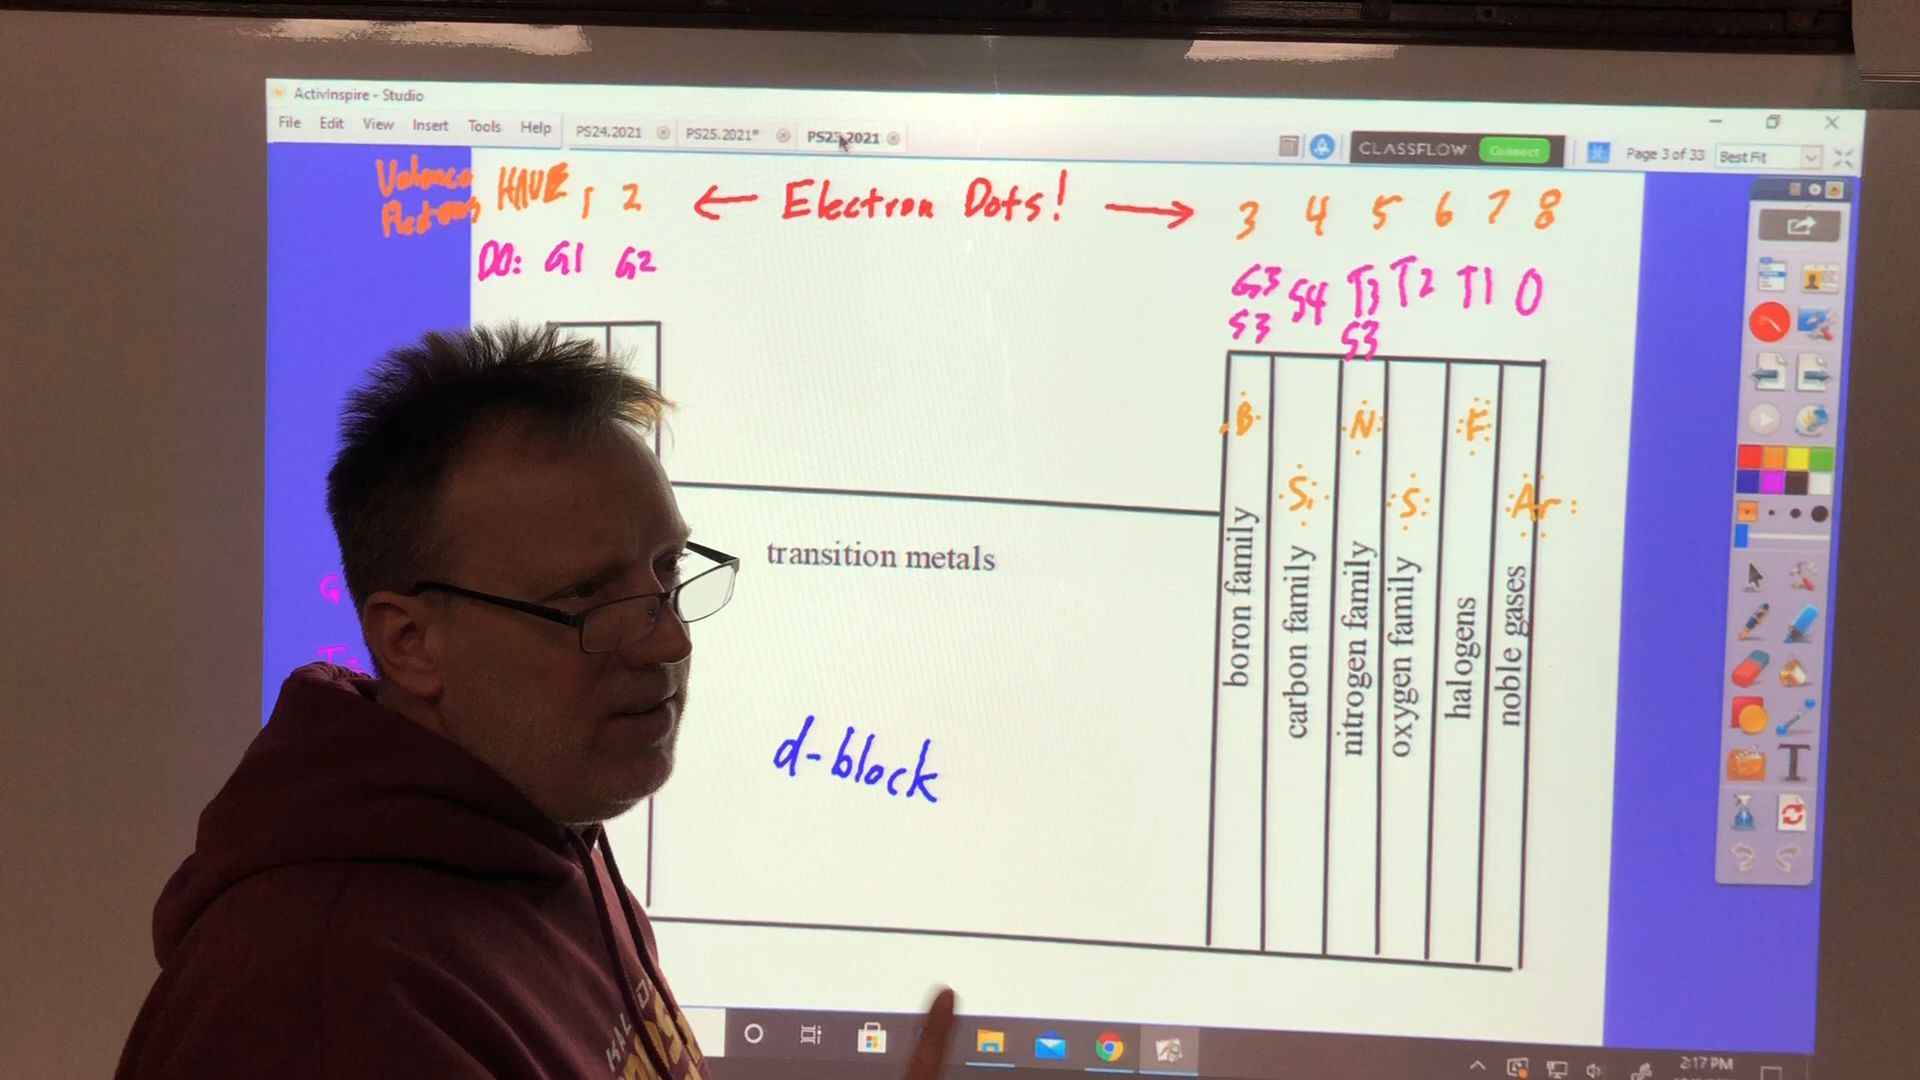 ActivInspire - Studio
File Edit View Insert Tools Help
PS24.2021 PS25.2021* PS23.2021
CLASSFLOW Connect
Page 3 of 33 Best Fit
Valence HAVE 1 2 ← Electron Dots! → 3 4 5 6 7 8
DO: G1 G2 G3 S4 T3 T2 T1 0
S3 S3
B N F
Si S Ar
transition metals
boron family
carbon family
nitrogen family
oxygen family
halogens
noble gases
d-block
T
2:17 PM